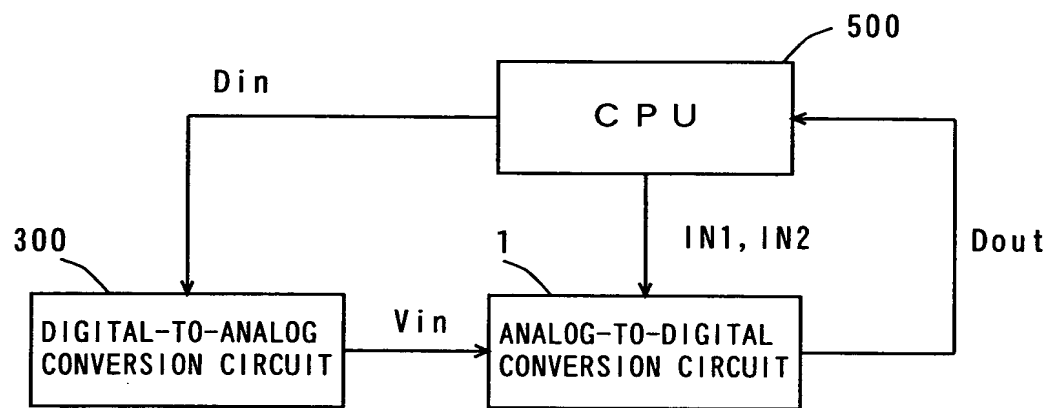 500
Din
CPU
300
1
IN1, IN2
Dout
DIGITAL-TO-ANALOG
CONVERSION CIRCUIT
Vin
ANALOG-TO-DIGITAL
CONVERSION CIRCUIT